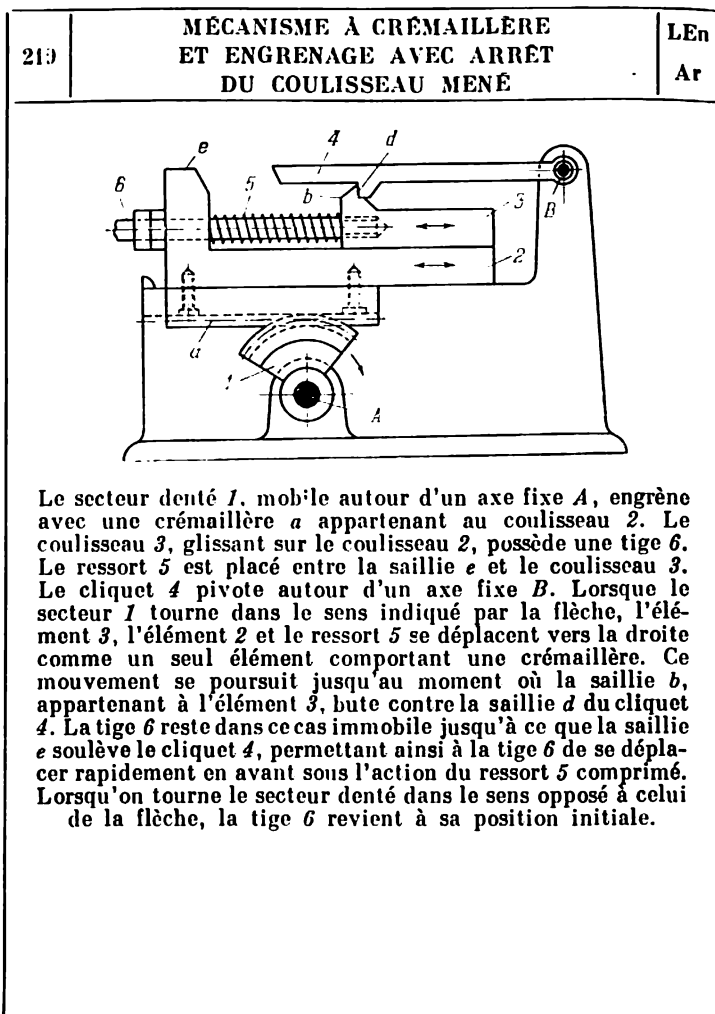 219
MÉCANISME À CRÉMAILLÈRE
ET ENGRENAGE AVEC ARRÊT
DU COULISSEAU MENÉ
LEn
Ar
e
4
d
6
5
b
3
B
2
a
1
A
Le secteur denté 1, mobile autour d'un axe fixe A, engrène
avec une crémaillère a appartenant au coulisseau 2. Le
coulisseau 3, glissant sur le coulisseau 2, possède une tige 6.
Le ressort 5 est placé entre la saillie e et le coulisseau 3.
Le cliquet 4 pivote autour d'un axe fixe B. Lorsque le
secteur 1 tourne dans le sens indiqué par la flèche, l'élé-
ment 3, l'élément 2 et le ressort 5 se déplacent vers la droite
comme un seul élément comportant une crémaillère. Ce
mouvement se poursuit jusqu'au moment où la saillie b,
appartenant à l'élément 3, bute contre la saillie d du cliquet
4. La tige 6 reste dans ce cas immobile jusqu'à ce que la saillie
e soulève le cliquet 4, permettant ainsi à la tige 6 de se dépla-
cer rapidement en avant sous l'action du ressort 5 comprimé.
Lorsqu'on tourne le secteur denté dans le sens opposé à celui
de la flèche, la tige 6 revient à sa position initiale.